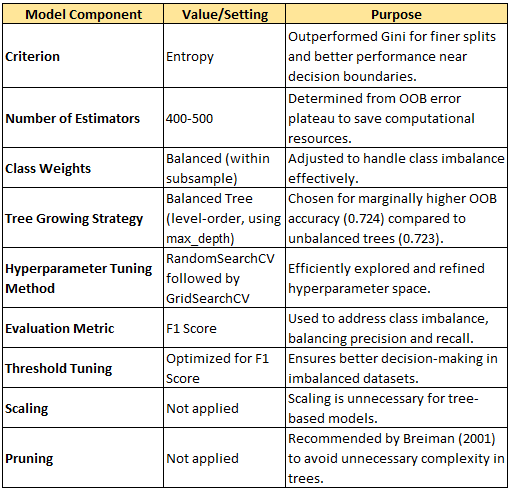 Model Component Value/Setting Purpose
Criterion
Entropy
Outperformed Gini for finer splits
and better performance near
decision boundaries.
Number of Estimators
400-500
Determined from OOB error
plateau to save computational
resources.
Class Weights
Balanced (within
subsample)
Adjusted to handle class imbalance
effectively.
Tree Growing Strategy
Balanced Tree
(level-order, using
max_depth)
Chosen for marginally higher OOB
accuracy (0.724) compared to
unbalanced trees (0.723).
Hyperparameter Tuning
Method
RandomSearchCV
followed by
GridSearchCV
Efficiently explored and refined
hyperparameter space.
Evaluation Metric
F1 Score
Used to address class imbalance,
balancing precision and recall.
Threshold Tuning
Optimized for F1
Score
Ensures better decision-making in
imbalanced datasets.
Scaling
Not applied
Scaling is unnecessary for tree-
based models.
Pruning
Not applied
Recommended by Breiman (2001)
to avoid unnecessary complexity in
trees.